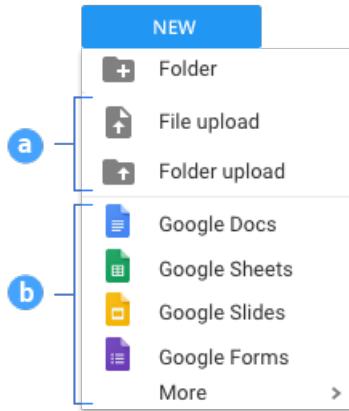 NEW
Folder
a
File upload
Folder upload
b
Google Docs
Google Sheets
Google Slides
Google Forms
More